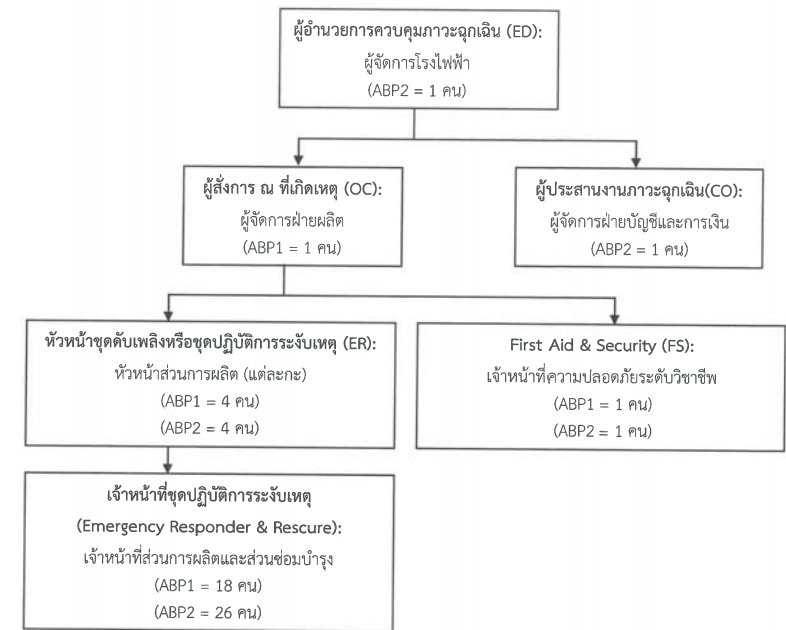 ผู้อำนวยการควบคุมภาวะฉุกเฉิน (ED):
ผู้จัดการโรงไฟฟ้า
(ABP2 = 1 คน)
ผู้สั่งการ ณ ที่เกิดเหตุ (OC):
ผู้จัดการฝ่ายผลิต
(ABP1 = 1 คน)
ผู้ประสานงานภาวะฉุกเฉิน(CO):
ผู้จัดการฝ่ายบัญชีและการเงิน
(ABP2 = 1 คน)
หัวหน้าชุดดับเพลิงหรือชุดปฏิบัติการระงับเหตุ (ER):
หัวหน้าส่วนการผลิต (แต่ละกะ)
(ABP1 = 4 คน)
(ABP2 = 4 คน)
First Aid & Security (FS):
เจ้าหน้าที่ความปลอดภัยระดับวิชาชีพ
(ABP1 = 1 คน)
(ABP2 = 1 คน)
เจ้าหน้าที่ชุดปฏิบัติการระงับเหตุ
(Emergency Responder & Rescure):
เจ้าหน้าที่ส่วนการผลิตและส่วนซ่อมบำรุง
(ABP1 = 18 คน)
(ABP2 = 26 คน)